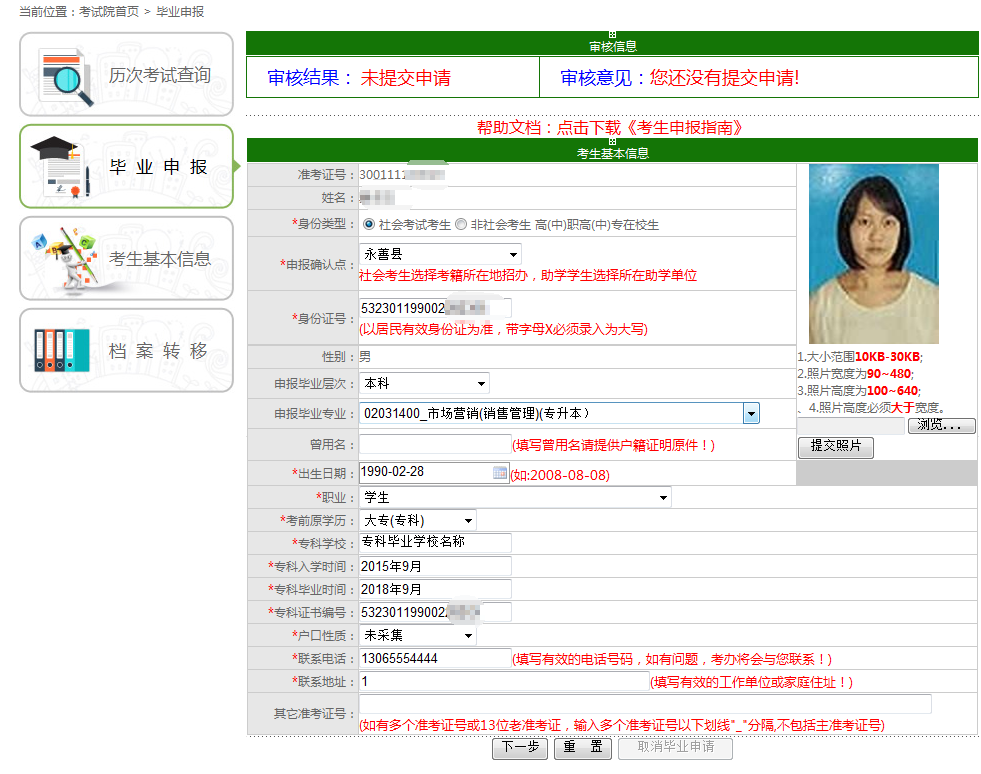 当前位置：考试院首页 > 毕业申报
历次考试查询
毕 业 申 报
考生基本信息
档 案 转 移
审核信息
审核结果： 未提交申请
审核意见：您还没有提交申请!
帮助文档：点击下载《考生申报指南》
考生基本信息
准考证号：300111
姓名：
*身份类型： 社会考试考生 非社会考生 高(中)职高(中)专在校生
*申报确认点： 永善县
社会考生选择考籍所在地招办，助学学生选择所在助学单位
*身份证号： 532301199002
(以居民有效身份证为准，带字母X必须录入为大写)
性别：男
1.大小范围10KB-30KB;
2.照片宽度为90~480;
3.照片高度为100~640;
、4.照片高度必须大于宽度。
浏览...
提交照片
申报毕业层次： 本科
申报毕业专业： 02031400_市场营销(销售管理)(专升本）
曾用名： (填写曾用名请提供户籍证明原件！)
*出生日期： 1990-02-28 (如:2008-08-08)
*职业： 学生
*考前原学历： 大专(专科)
*专科学校： 专科毕业学校名称
*专科入学时间： 2015年9月
*专科毕业时间： 2018年9月
*专科证书编号： 532301199002
*户口性质： 未采集
*联系电话： 13065554444 (填写有效的电话号码，如有问题，考办将会与您联系！)
*联系地址： 1 (填写有效的工作单位或家庭住址！)
其它准考证号：
(如有多个准考证号或13位老准考证，输入多个准考证号以下划线"_"分隔,不包括主准考证号)
下一步 重 置 取消毕业申请